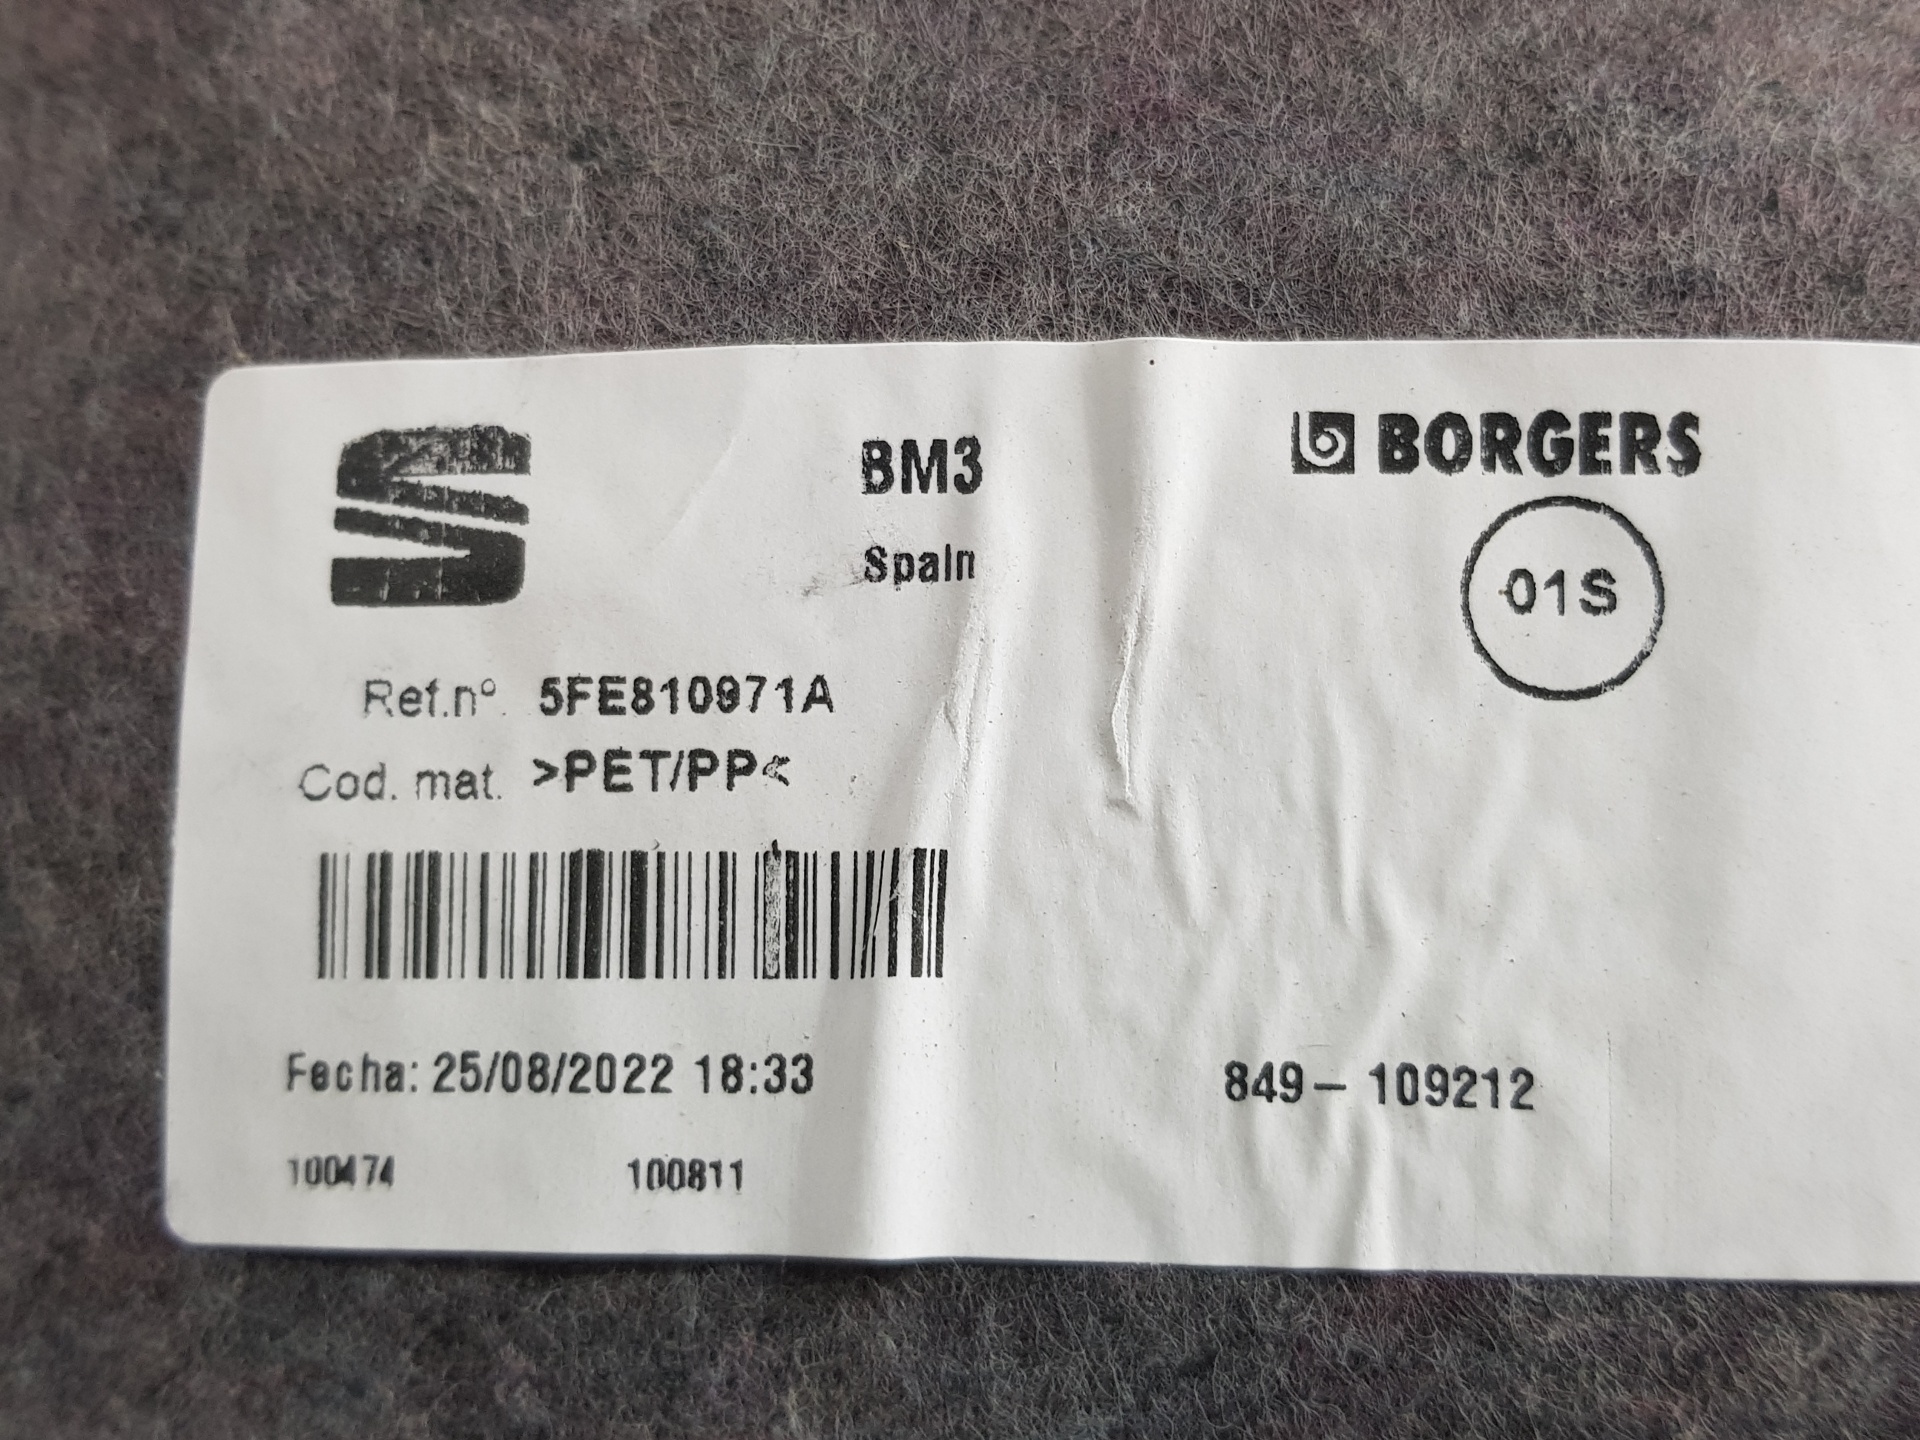 BM3
BORGERS
Spain
01S
Ref.nº. 5FE810971A
Cod. mat. >PET/PP<
Fecha: 25/08/2022 18:33
849- 109212
100474 100811